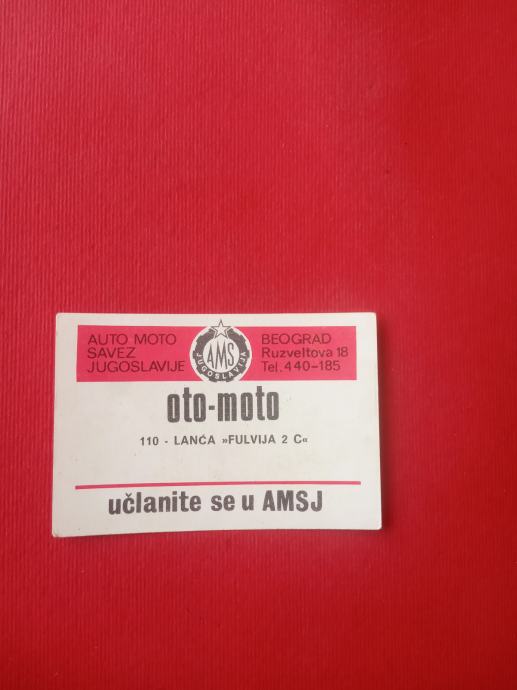 AUTO MOTO
SAVEZ
JUGOSLAVIJE
AMS
JUGOSLAVIJA
BEOGRAD
Ruzveltova 18
Tel. 440-185
oto-moto
110 - LANĆA »FULVIJA 2 C«
učlanite se u AMSJ